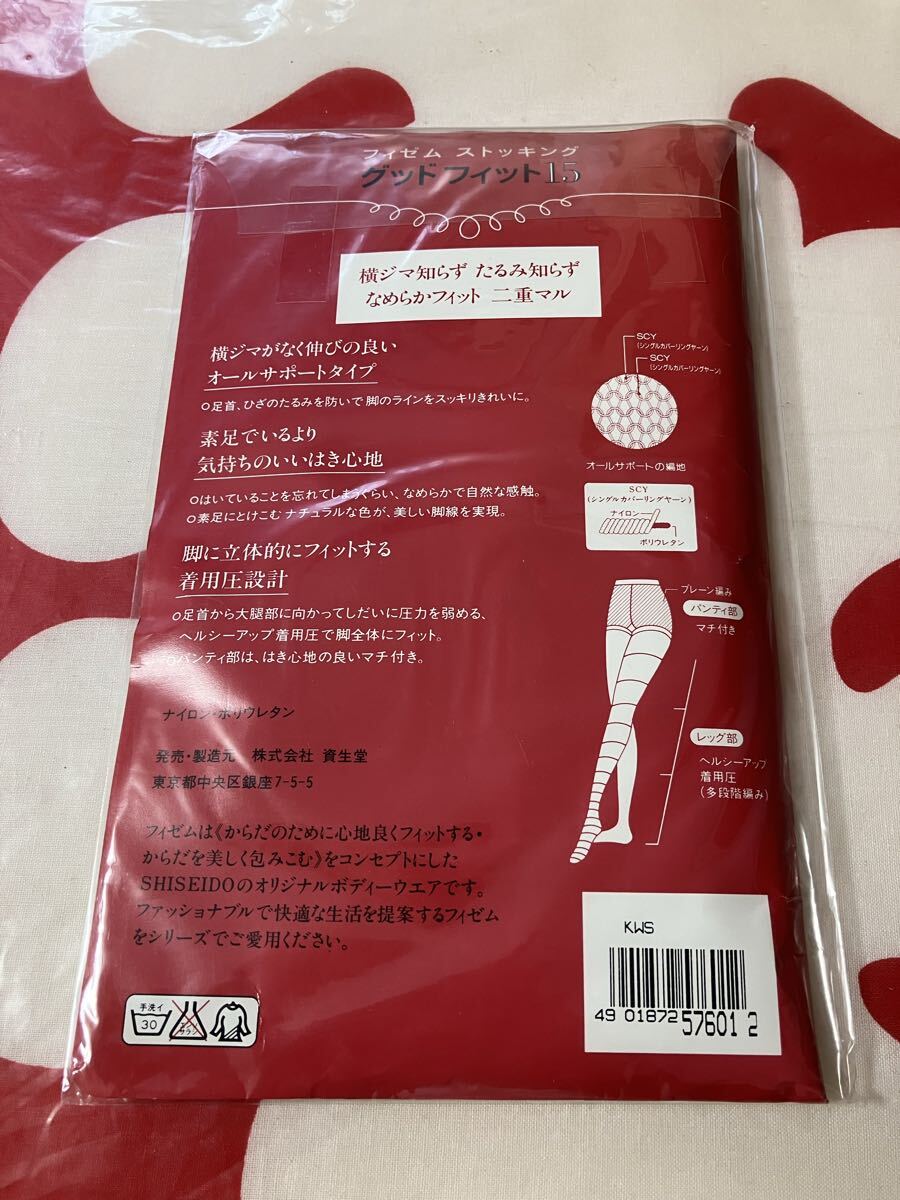 フィゼム ストッキング
グッドフィット15
横ジマ知らず たるみ知らず
なめらかフィット 二重マル
横ジマがなく伸びの良い
オールサポートタイプ
○足首、ひざのたるみを防いで 脚のラインをスッキリきれいに。
素足でいるより
気持ちのいいはき心地
○はいていることを忘れてしまうぐらい、なめらかで自然な感触。
○素足にとけこむ ナチュラルな色が、美しい脚線を実現。
脚に立体的にフィットする
着用圧設計
○足首から大腿部に向かってしだいに圧力を弱める、
ヘルシーアップ着用圧で脚全体にフィット。
○パンティ部は、はき心地の良いマチ付き。
ナイロン・ポリウレタン
発売・製造元 株式会社 資生堂
東京都中央区銀座7-5-5
フィゼムは《からだのために心地良くフィットする・
からだを美しく包みこむ》をコンセプトにした
SHISEIDOのオリジナルボディーウエアです。
ファッショナブルで快適な生活を提案するフィゼム
をシリーズでご愛用ください。
手洗イ
30
エンソ
サラシ
SCY
(シングルカバーリングヤーン)
SCY
(シングルカバーリングヤーン)
オールサポートの編地
SCY
(シングルカバーリングヤーン)
ナイロン
ポリウレタン
プレーン編み
パンティ部
マチ付き
レッグ部
ヘルシーアップ
着用圧
(多段階編み)
KWS
49 01872 57601 2